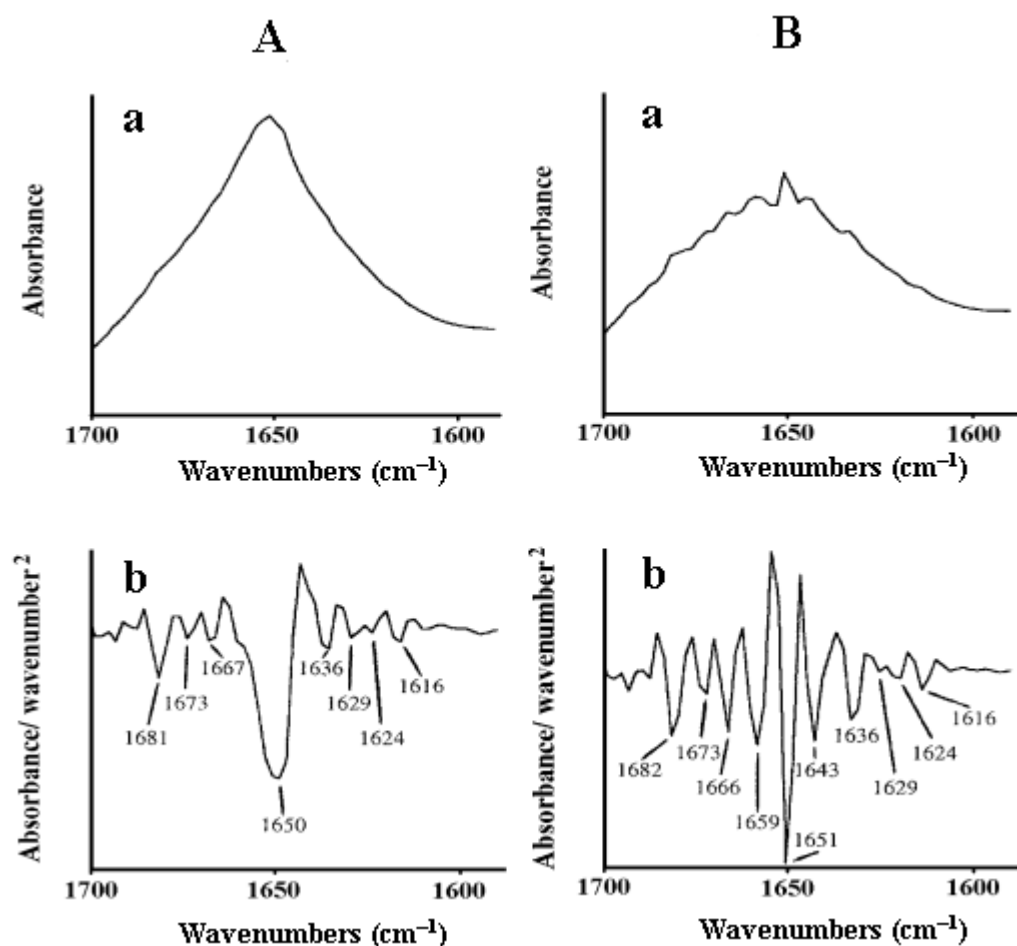 A
B
a
a
Absorbance
Absorbance
1700
1650
1600
1700
1650
1600
Wavenumbers (cm⁻¹)
Wavenumbers (cm⁻¹)
b
b
Absorbance/ wavenumber²
Absorbance/ wavenumber²
1681
1673
1667
1650
1636
1629
1624
1616
1682
1673
1666
1659
1651
1643
1636
1629
1624
1616
1700
1650
1600
1700
1650
1600
Wavenumbers (cm⁻¹)
Wavenumbers (cm⁻¹)